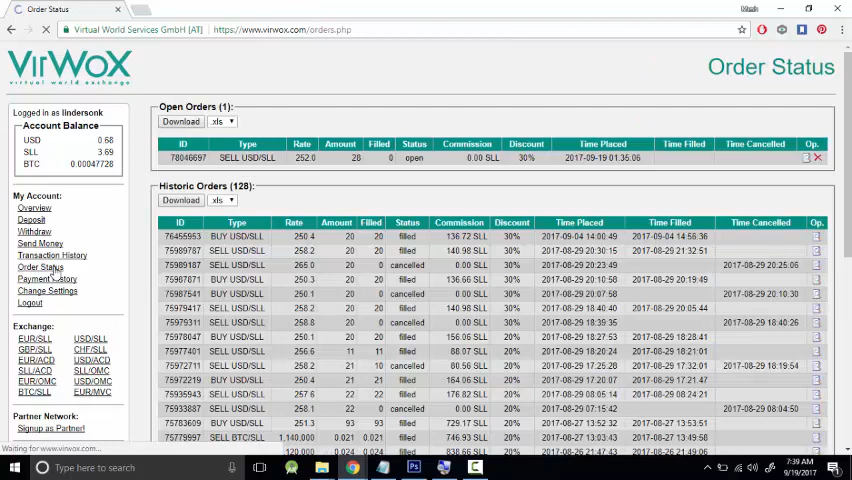 Order Status
Virtual World Services GmbH [AT]
https://www.virwox.com/orders.php
VirWoX
virtual world exchange
Order Status
Logged in as lindersonk
Account Balance
USD 0.68
SLL 3.69
BTC 0.00047728
My Account:
Overview
Deposit
Withdraw
Send Money
Transaction History
Order Status
Payment History
Change Settings
Logout
Exchange:
EUR/SLL USD/SLL
GBP/SLL CHF/SLL
EUR/ACD USD/ACD
SLL/ACD SLL/OMC
EUR/OMC USD/OMC
BTC/SLL EUR/MVC
Partner Network:
Signup as Partner!
Open Orders (1):
Download .xls
ID Type Rate Amount Filled Status Commission Discount Time Placed Time Filled Time Cancelled Op.
78046697 SELL USD/SLL 252.0 28 0 open 0.00 SLL 30% 2017-09-19 01:35:06
Historic Orders (128):
Download .xls
ID Type Rate Amount Filled Status Commission Discount Time Placed Time Filled Time Cancelled Op.
76455953 BUY USD/SLL 250.4 20 20 filled 136.72 SLL 30% 2017-09-04 14:00:49 2017-09-04 14:56:36
75989787 SELL USD/SLL 258.2 20 20 filled 140.98 SLL 30% 2017-08-29 20:30:15 2017-08-29 21:32:51
75989187 SELL USD/SLL 265.0 20 0 cancelled 0.00 SLL 30% 2017-08-29 20:23:49 2017-08-29 20:25:06
75987871 BUY USD/SLL 250.3 20 20 filled 136.66 SLL 30% 2017-08-29 20:10:58 2017-08-29 20:19:49
75987541 BUY USD/SLL 250.1 20 0 cancelled 0.00 SLL 30% 2017-08-29 20:07:58 2017-08-29 20:10:30
75979417 SELL USD/SLL 258.2 20 20 filled 140.98 SLL 30% 2017-08-29 18:40:40 2017-08-29 20:05:44
75979311 SELL USD/SLL 258.8 20 0 cancelled 0.00 SLL 30% 2017-08-29 18:39:35 2017-08-29 18:40:26
75978047 BUY USD/SLL 250.1 20 20 filled 156.06 SLL 20% 2017-08-29 18:27:53 2017-08-29 18:28:41
75977401 SELL USD/SLL 256.6 11 11 filled 88.07 SLL 20% 2017-08-29 18:20:24 2017-08-29 18:21:01
75972711 SELL USD/SLL 258.2 21 10 cancelled 80.56 SLL 20% 2017-08-29 17:25:28 2017-08-29 17:32:40 2017-08-29 18:19:54
75972219 BUY USD/SLL 250.4 21 21 filled 164.06 SLL 20% 2017-08-29 17:20:07 2017-08-29 17:21:47
75935427 SELL USD/SLL 257.6 22 22 filled 176.82 SLL 20% 2017-08-29 08:05:14 2017-08-29 08:24:21
75933887 SELL USD/SLL 258.1 22 0 cancelled 0.00 SLL 20% 2017-08-29 07:15:42 2017-08-29 08:04:50
75783609 BUY USD/SLL 251.3 93 93 filled 729.17 SLL 20% 2017-08-27 13:52:32 2017-08-27 13:53:51
75779997 SELL BTC/SLL 1,140,000 0.021 0.021 filled 746.93 SLL 20% 2017-08-27 13:03:43 2017-08-27 13:49:58
120,000 0.024 0.024 filled 838.66 SLL 20% 2017-08-26 21:47:43
Waiting for www.virwox.com...
Type here to search
7:39 AM
9/19/2017